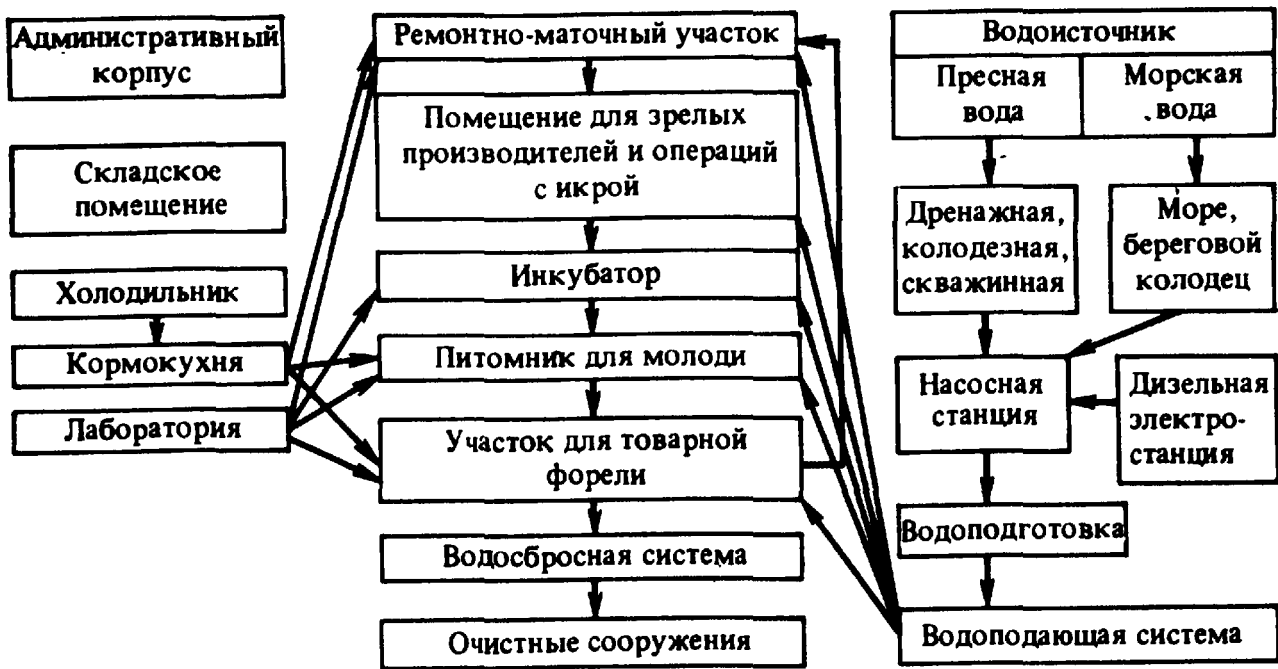 Административный
корпус
Складское
помещение
Холодильник
Кормокухня
Лаборатория
Ремонтно-маточный участок
Помещение для зрелых
производителей и операций
с икрой
Инкубатор
Питомник для молоди
Участок для товарной
форели
Водосбросная система
Очистные сооружения
Водоисточник
Пресная
вода
Морская
вода
Дренажная,
колодезная,
скважинная
Море,
береговой
колодец
Насосная
станция
Дизельная
электро-
станция
Водоподготовка
Водоподающая система